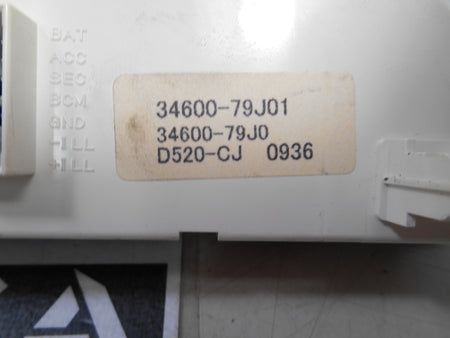 BAT
ACC
SEC
BCM
GND
-ILL
+ILL
34600-79J01
34600-79J0
D520-CJ 0936